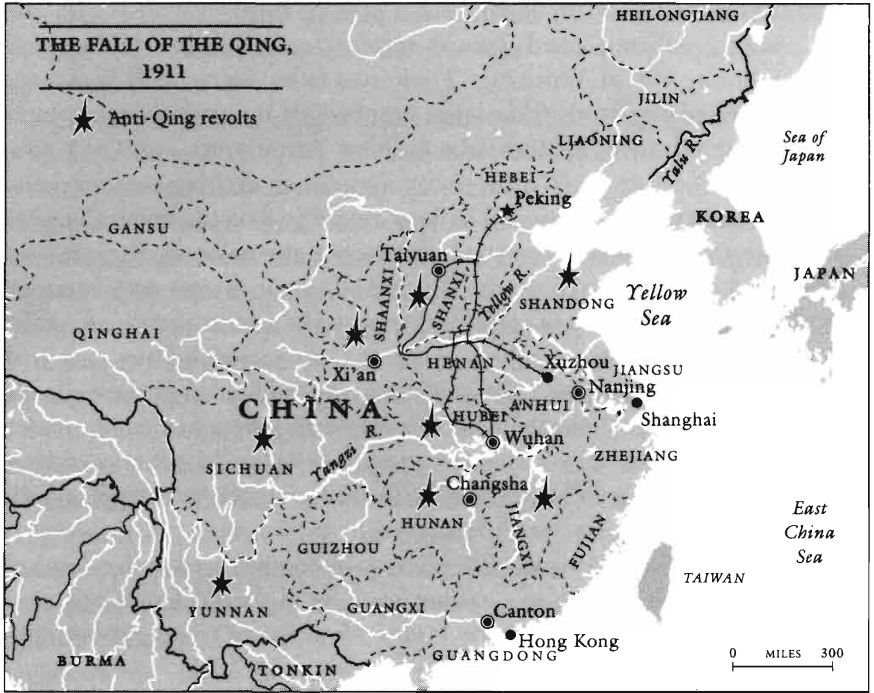 THE FALL OF THE QING,
1911
Anti-Qing revolts
HEILONGJIANG
JILIN
LIAONING
Yalu R.
Sea of
Japan
HEBEI
Peking
KOREA
GANSU
Taiyuan
SHAANXI
SHANXI
Yellow R.
SHANDONG
Yellow
Sea
JAPAN
QINGHAI
Xi'an
HENAN
Xuzhou
JIANGSU
Nanjing
CHINA
HUBEI
ANHUI
Shanghai
R.
Yangzi
Wuhan
SICHUAN
ZHEJIANG
Changsha
HUNAN
JIANGXI
FUJIAN
East
China
Sea
GUIZHOU
TAIWAN
YUNNAN
GUANGXI
Canton
Hong Kong
GUANGDONG
BURMA
TONKIN
0 MILES 300